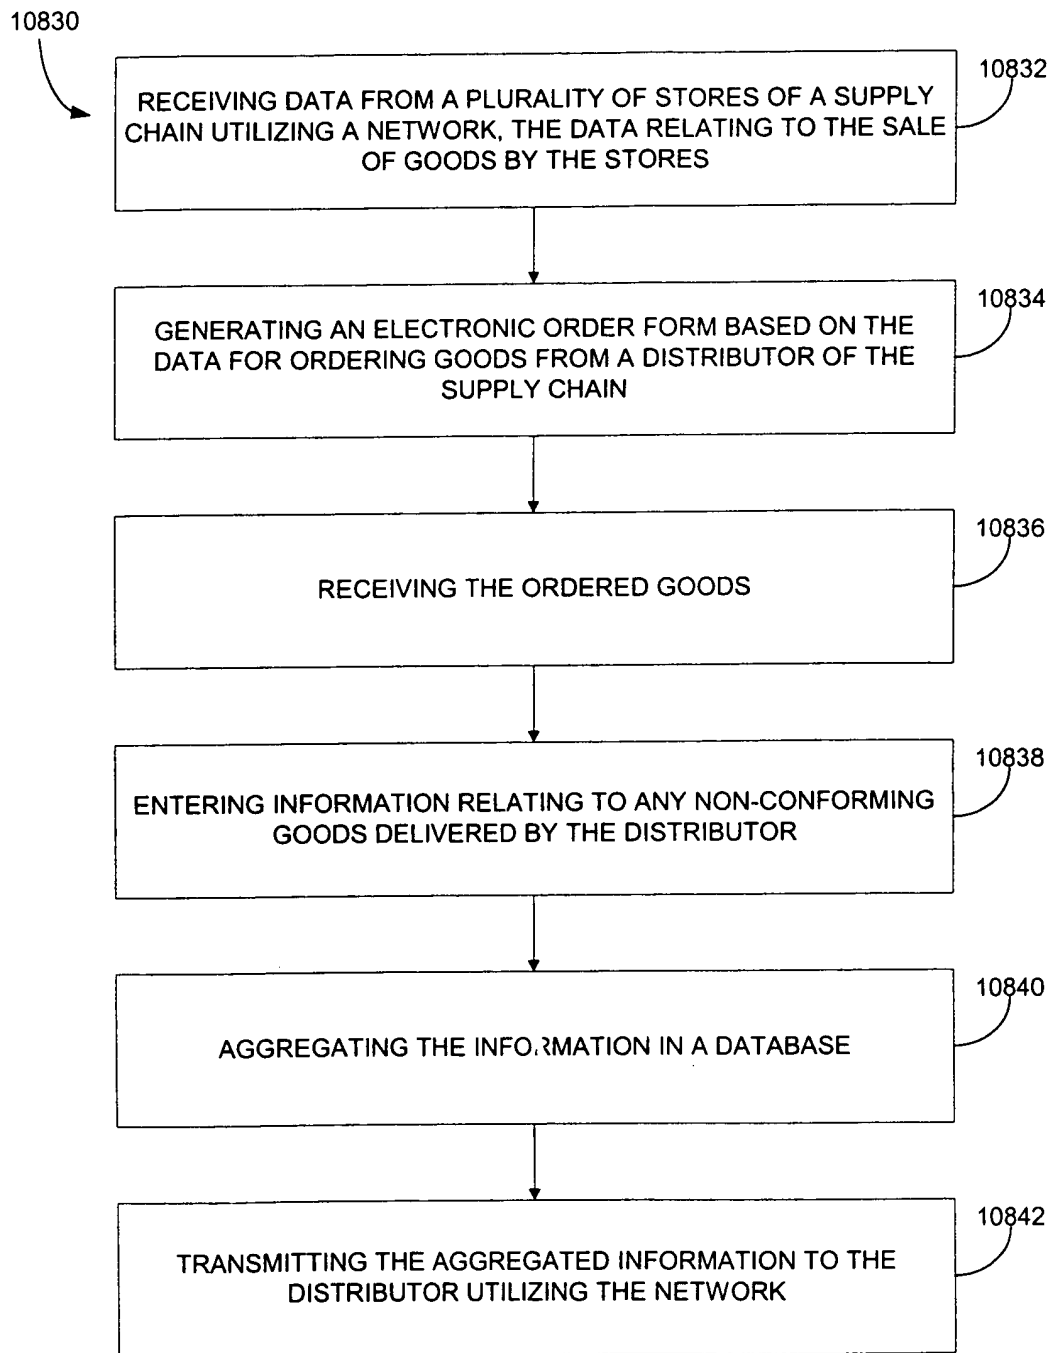 10830
10832
RECEIVING DATA FROM A PLURALITY OF STORES OF A SUPPLY
CHAIN UTILIZING A NETWORK, THE DATA RELATING TO THE SALE
OF GOODS BY THE STORES
10834
GENERATING AN ELECTRONIC ORDER FORM BASED ON THE
DATA FOR ORDERING GOODS FROM A DISTRIBUTOR OF THE
SUPPLY CHAIN
10836
RECEIVING THE ORDERED GOODS
10838
ENTERING INFORMATION RELATING TO ANY NON-CONFORMING
GOODS DELIVERED BY THE DISTRIBUTOR
10840
AGGREGATING THE INFORMATION IN A DATABASE
10842
TRANSMITTING THE AGGREGATED INFORMATION TO THE
DISTRIBUTOR UTILIZING THE NETWORK